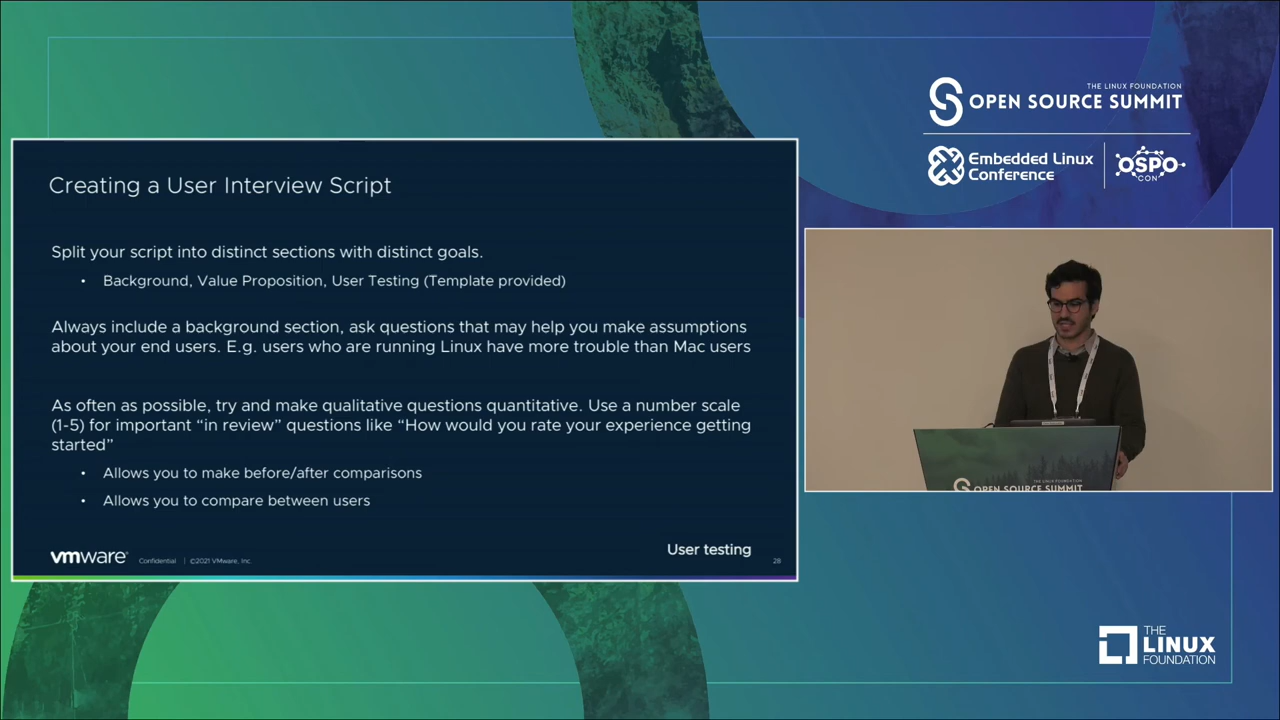 THE LINUX FOUNDATION
OPEN SOURCE SUMMIT
Embedded Linux
Conference
OSPO
CON
Creating a User Interview Script
Split your script into distinct sections with distinct goals.
• Background, Value Proposition, User Testing (Template provided)
Always include a background section, ask questions that may help you make assumptions
about your end users. E.g. users who are running Linux have more trouble than Mac users
As often as possible, try and make qualitative questions quantitative. Use a number scale
(1-5) for important “in review” questions like “How would you rate your experience getting
started”
• Allows you to make before/after comparisons
• Allows you to compare between users
User testing
vmware®
Confidential | ©2021 VMware, Inc.
28
OPEN SOURCE SUMMIT
THE
LINUX
FOUNDATION